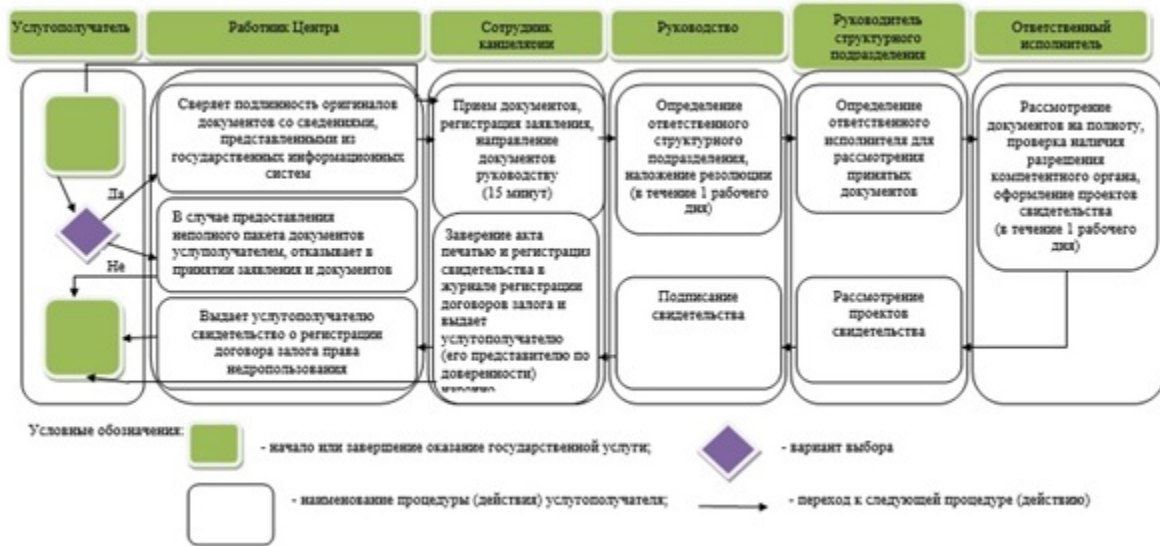 Услугополучатель
Работник Центра
Сотрудник
канцелятии
Руководство
Руководитель
структурного
подразделения
Ответственный
исполнитель
Сверяет подлинность оригиналов
документов со сведениями,
представленными из
государственных информационных
систем
Прием документов,
регистрация заявления,
направление
документов
руководству
(15 минут)
Определение
ответственного
структурного
подразделения,
наложение резолюции
(в течение 1 рабочего
дня)
Определение
ответственного
исполнителя для
рассмотрения
принятых
документов
Рассмотрение
документов на полноту,
проверка наличия
разрешения
компетентного органа,
оформление проектов
свидетельства
(в течение 1 рабочего
дня)
Да
Не
В случае предоставления
неполного пакета документов
услуполучателем, отказывает в
принятии заявления и документов
Выдает услугополучателю
свидетельство о регистрации
договора залога права
недропользования
Заверение акта
печатью и регистрация
свидетельства в
журнале регистрации
договоров залога и
выдает
услугополучателю
(его представителю по
доверенности)
нарочно
Подписание
свидетельства
Рассмотрение
проектов
свидетельства
Условные обозначения:
- начало или завершение оказание государственной услуги;
- вариант выбора
- наименование процедуры (действия) услугополучателя;
- переход к следующей процедуре (действию)